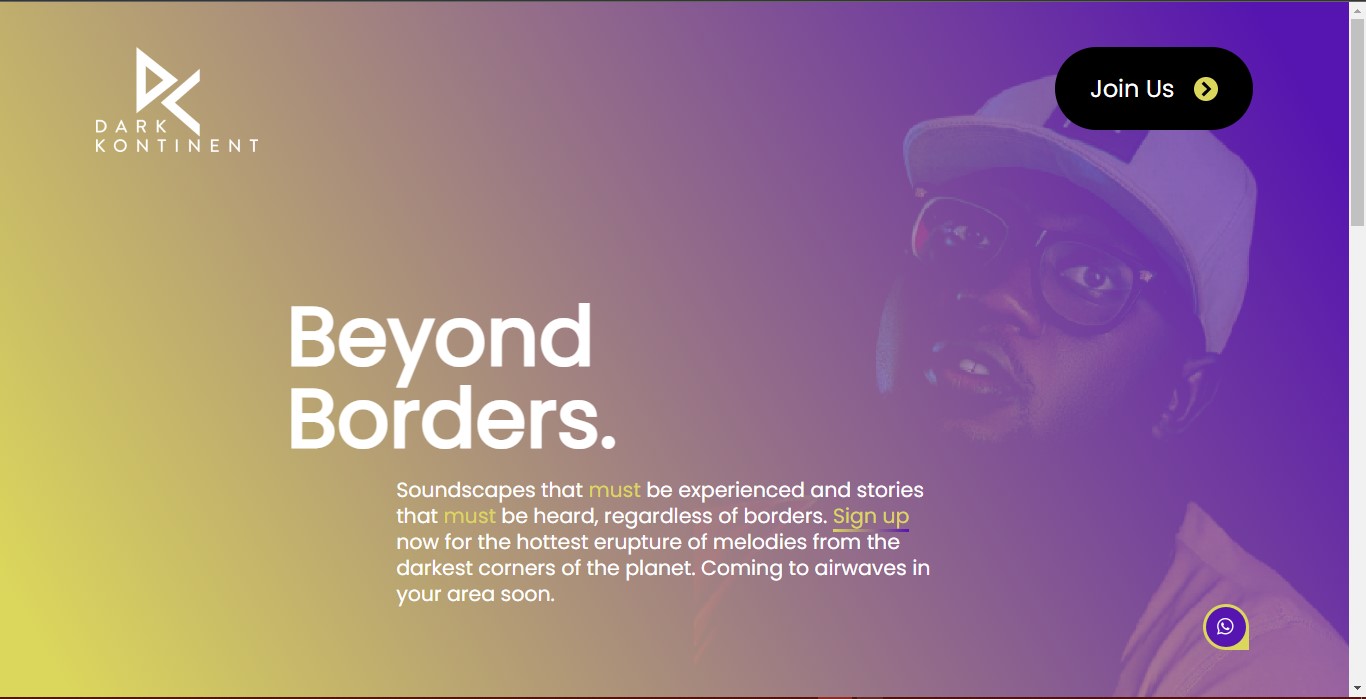 DARK
KONTINENT
Join Us
Beyond
Borders.
Soundscapes that must be experienced and stories
that must be heard, regardless of borders. Sign up
now for the hottest erupture of melodies from the
darkest corners of the planet. Coming to airwaves in
your area soon.